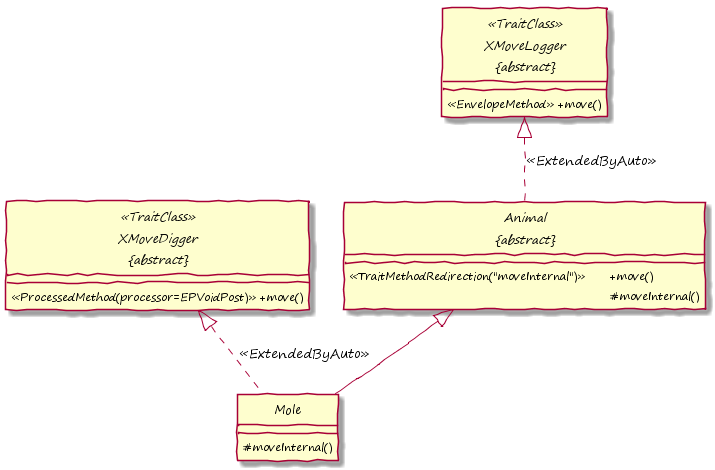 «TraitClass»
XMoveLogger
{abstract}
«EnvelopeMethod» +move()
«ExtendedByAuto»
«TraitClass»
XMoveDigger
{abstract}
«ProcessedMethod(processor=EPVoidPost)» +move()
Animal
{abstract}
«TraitMethodRedirection("moveInternal")» +move()
#moveInternal()
«ExtendedByAuto»
Mole
#moveInternal()